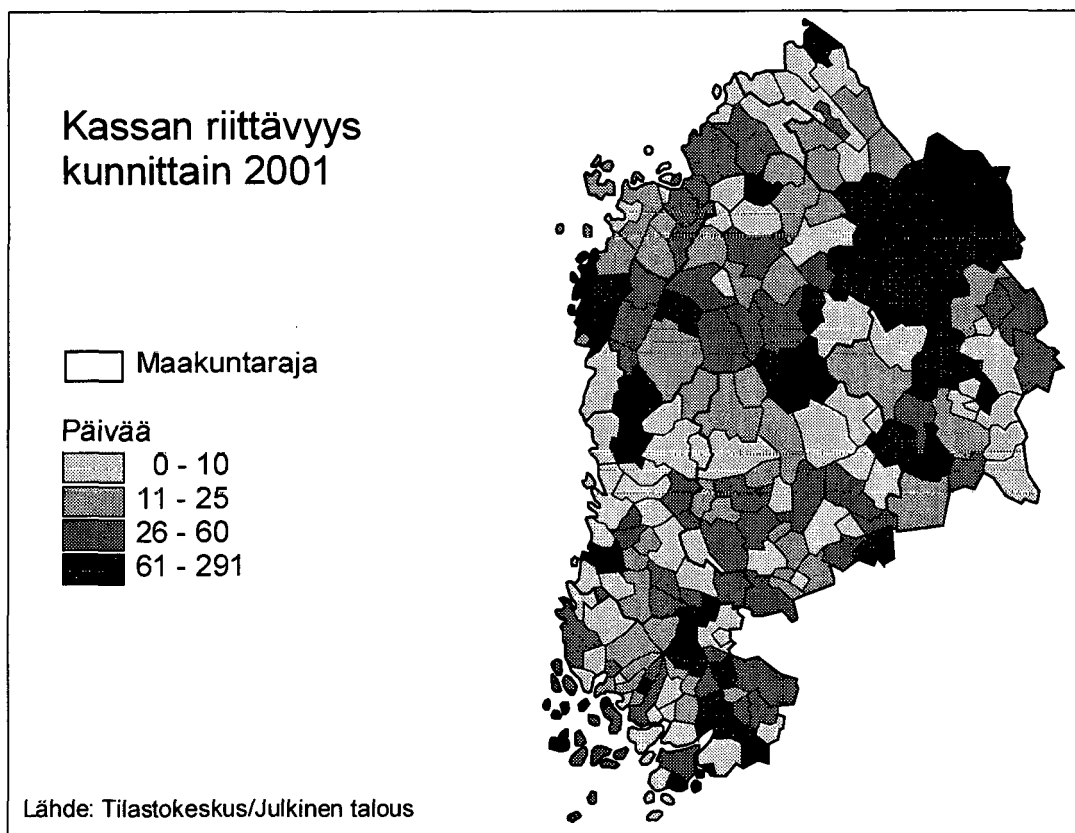 Kassan riittävyys
kunnittain 2001
Maakuntaraja
Päivää
0 - 10
11 - 25
26 - 60
61 - 291
Lähde: Tilastokeskus/Julkinen talous